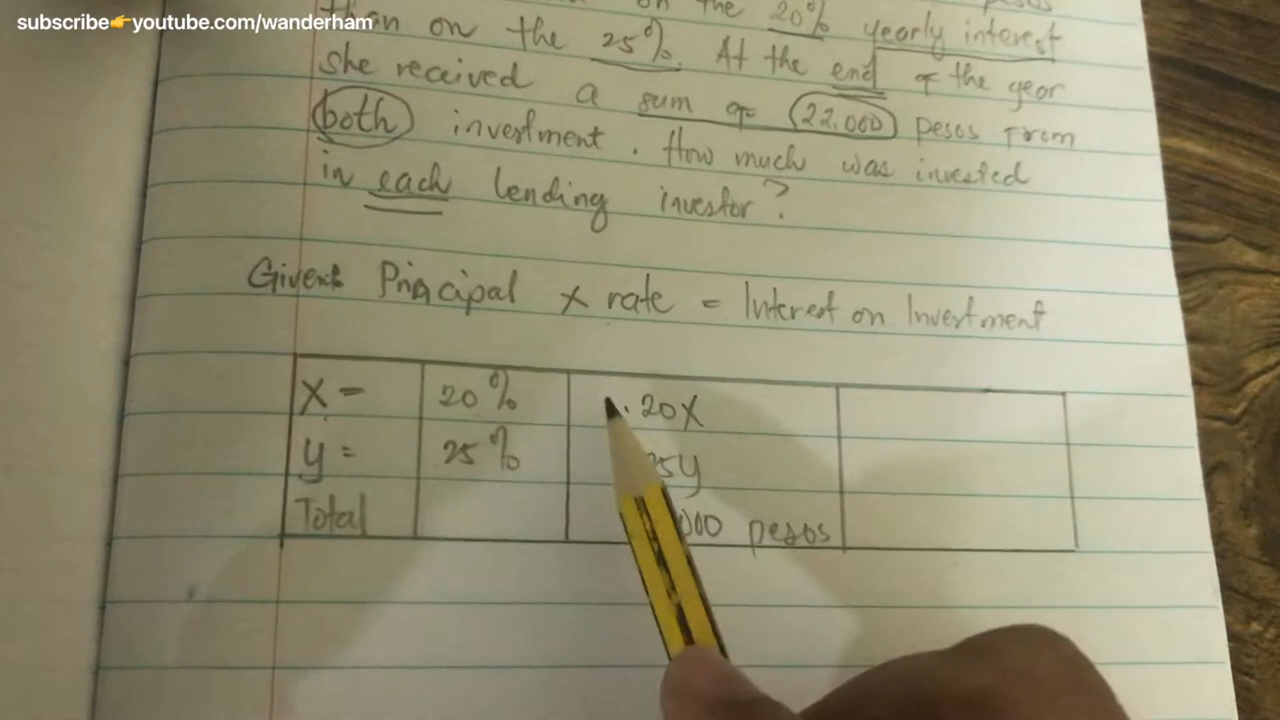 subscribe👉youtube.com/wanderham
on the 20% yearly interest
than on the 25%. At the end of the year
she received a sum of 22,000 pesos from
both investment. How much was invested
in each lending investor?
Given: Principal x rate = Interest on Investment
X = 20% .20X
y = 25% 25y
Total 000 pesos